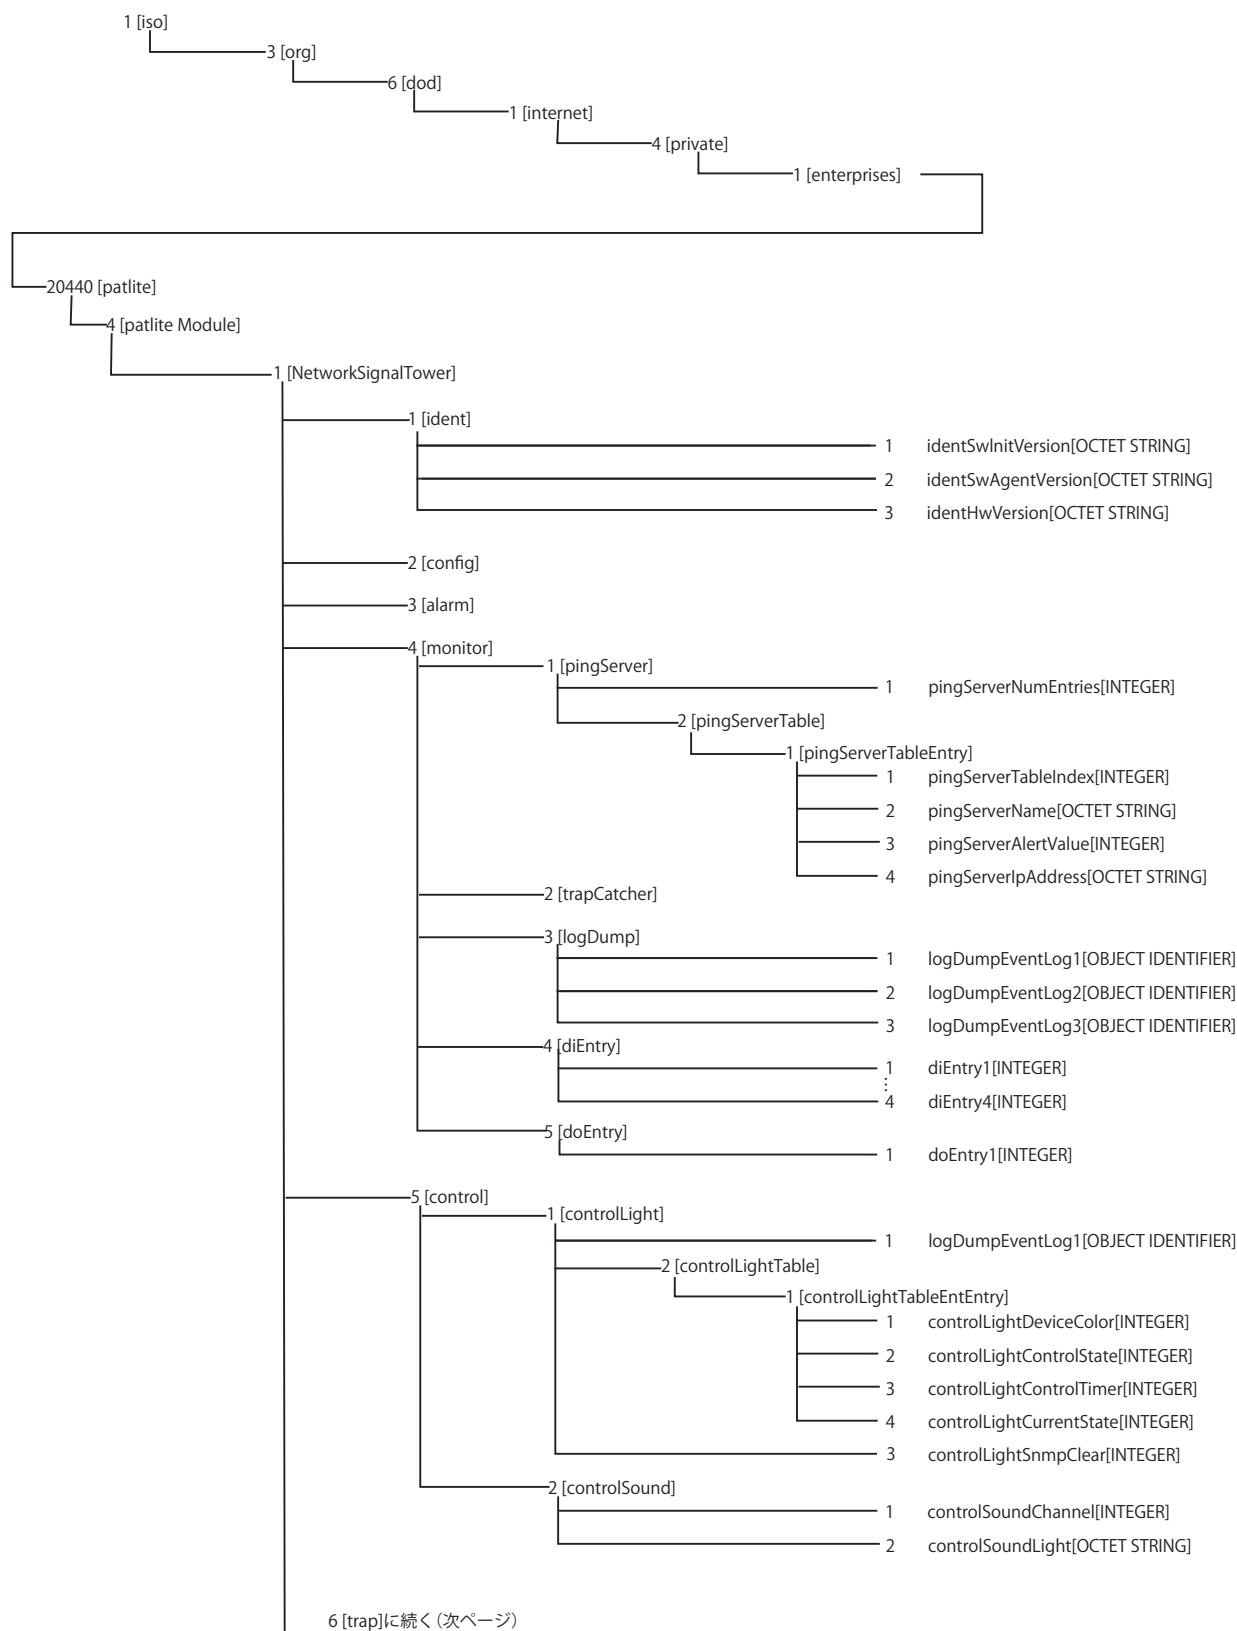 1 [iso]
3 [org]
6 [dod]
1 [internet]
4 [private]
1 [enterprises]
20440 [patlite]
4 [patlite Module]
1 [NetworkSignalTower]
1 [ident]
1 identSwInitVersion[OCTET STRING]
2 identSwAgentVersion[OCTET STRING]
3 identHwVersion[OCTET STRING]
2 [config]
3 [alarm]
4 [monitor]
1 [pingServer]
1 pingServerNumEntries[INTEGER]
2 [pingServerTable]
1 [pingServerTableEntry]
1 pingServerTableIndex[INTEGER]
2 pingServerName[OCTET STRING]
3 pingServerAlertValue[INTEGER]
4 pingServerIpAddress[OCTET STRING]
2 [trapCatcher]
3 [logDump]
1 logDumpEventLog1[OBJECT IDENTIFIER]
2 logDumpEventLog2[OBJECT IDENTIFIER]
3 logDumpEventLog3[OBJECT IDENTIFIER]
4 [diEntry]
1 diEntry1[INTEGER]
⋮
4 diEntry4[INTEGER]
5 [doEntry]
1 doEntry1[INTEGER]
5 [control]
1 [controlLight]
1 logDumpEventLog1[OBJECT IDENTIFIER]
2 [controlLightTable]
1 [controlLightTableEntEntry]
1 controlLightDeviceColor[INTEGER]
2 controlLightControlState[INTEGER]
3 controlLightControlTimer[INTEGER]
4 controlLightCurrentState[INTEGER]
3 controlLightSnmpClear[INTEGER]
2 [controlSound]
1 controlSoundChannel[INTEGER]
2 controlSoundLight[OCTET STRING]
6 [trap]に続く（次ページ）